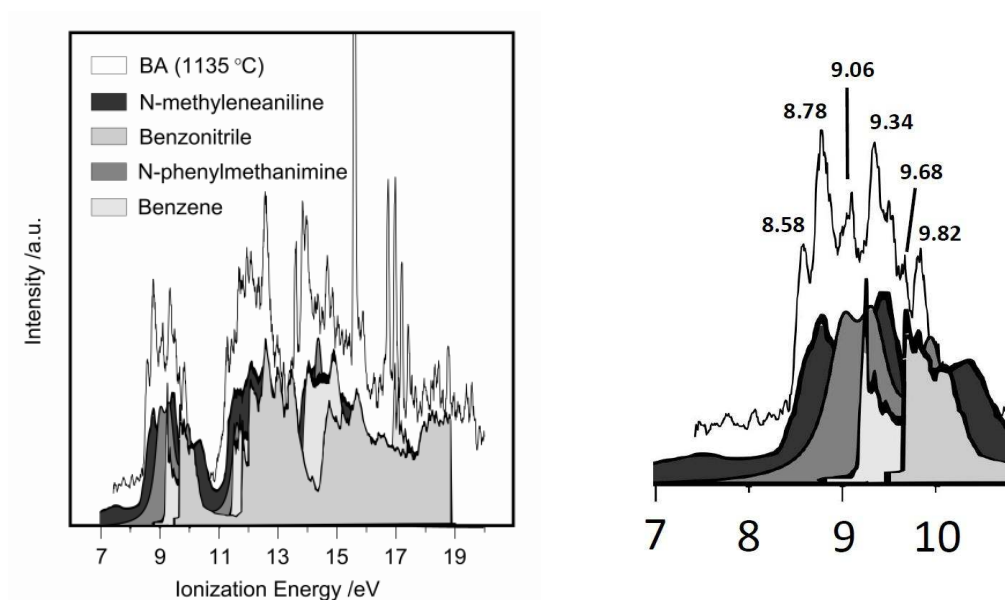 BA (1135 °C)
N-methyleneaniline
Benzonitrile
N-phenylmethanimine
Benzene
Intensity /a.u.
7 9 11 13 15 17 19
Ionization Energy /eV
9.06
8.78
9.34
9.68
8.58
9.82
7 8 9 10